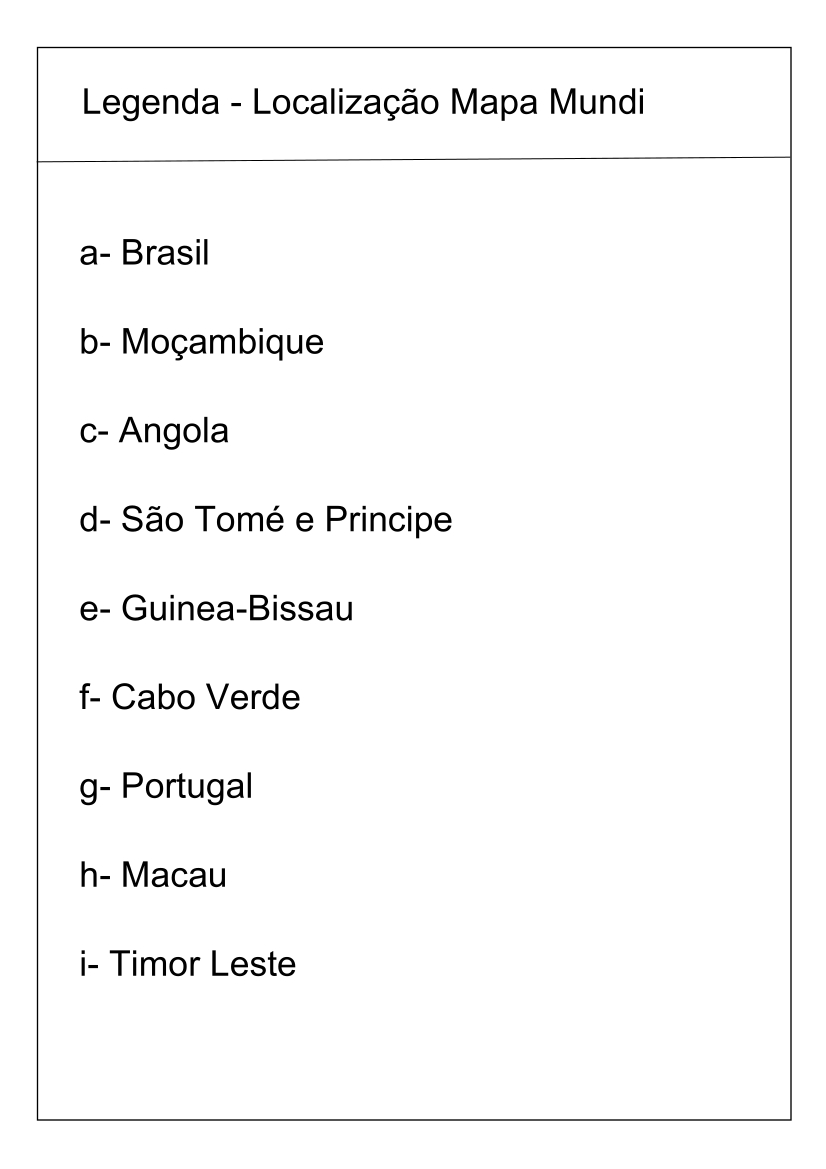 Legenda - Localização Mapa Mundi
a- Brasil
b- Moçambique
c- Angola
d- São Tomé e Principe
e- Guinea-Bissau
f- Cabo Verde
g- Portugal
h- Macau
i- Timor Leste